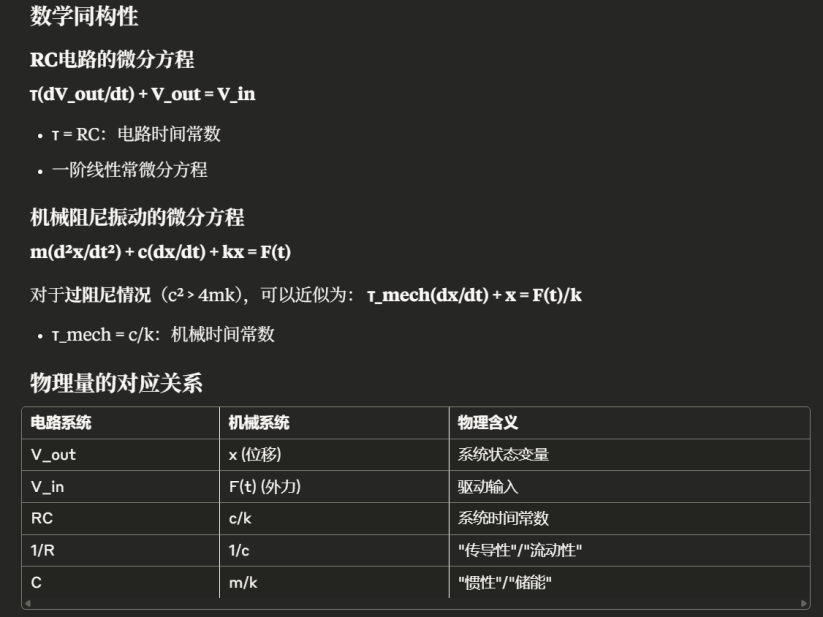 数学同构性
RC电路的微分方程
τ(dV_out/dt) + V_out = V_in
• τ = RC：电路时间常数
• 一阶线性常微分方程
机械阻尼振动的微分方程
m(d²x/dt²) + c(dx/dt) + kx = F(t)
对于过阻尼情况（c² > 4mk），可以近似为： τ_mech(dx/dt) + x = F(t)/k
• τ_mech = c/k：机械时间常数
物理量的对应关系
电路系统 机械系统 物理含义
V_out x (位移) 系统状态变量
V_in F(t) (外力) 驱动输入
RC c/k 系统时间常数
1/R 1/c "传导性"/"流动性"
C m/k "惯性"/"储能"